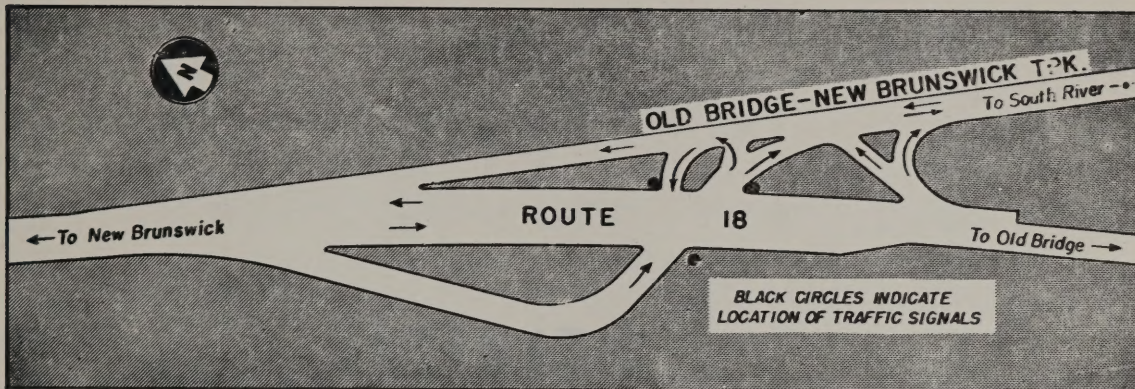 N
OLD BRIDGE-NEW BRUNSWICK T?K.
To South River
ROUTE 18
To New Brunswick
To Old Bridge
BLACK CIRCLES INDICATE
LOCATION OF TRAFFIC SIGNALS